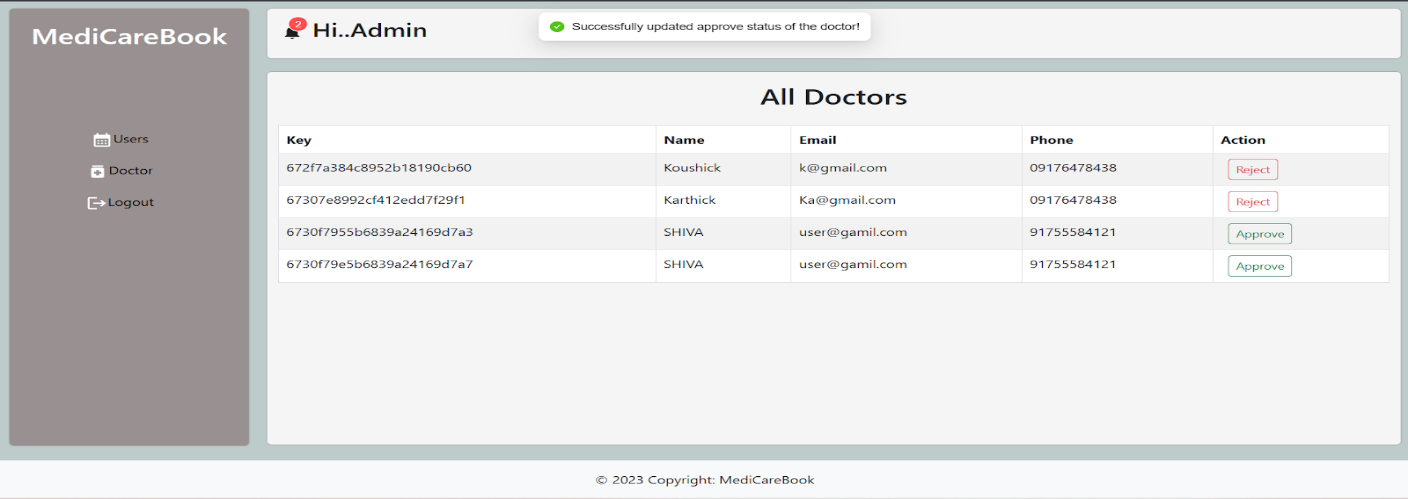 MediCareBook
2
Hi..Admin
Successfully updated approve status of the doctor!
Users
Doctor
Logout
All Doctors
Key Name Email Phone Action
672f7a384c8952b18190cb60 Koushick k@gmail.com 09176478438 Reject
67307e8992cf412edd7f29f1 Karthick Ka@gmail.com 09176478438 Reject
6730f7955b6839a24169d7a3 SHIVA user@gamil.com 91755584121 Approve
6730f79e5b6839a24169d7a7 SHIVA user@gamil.com 91755584121 Approve
© 2023 Copyright: MediCareBook